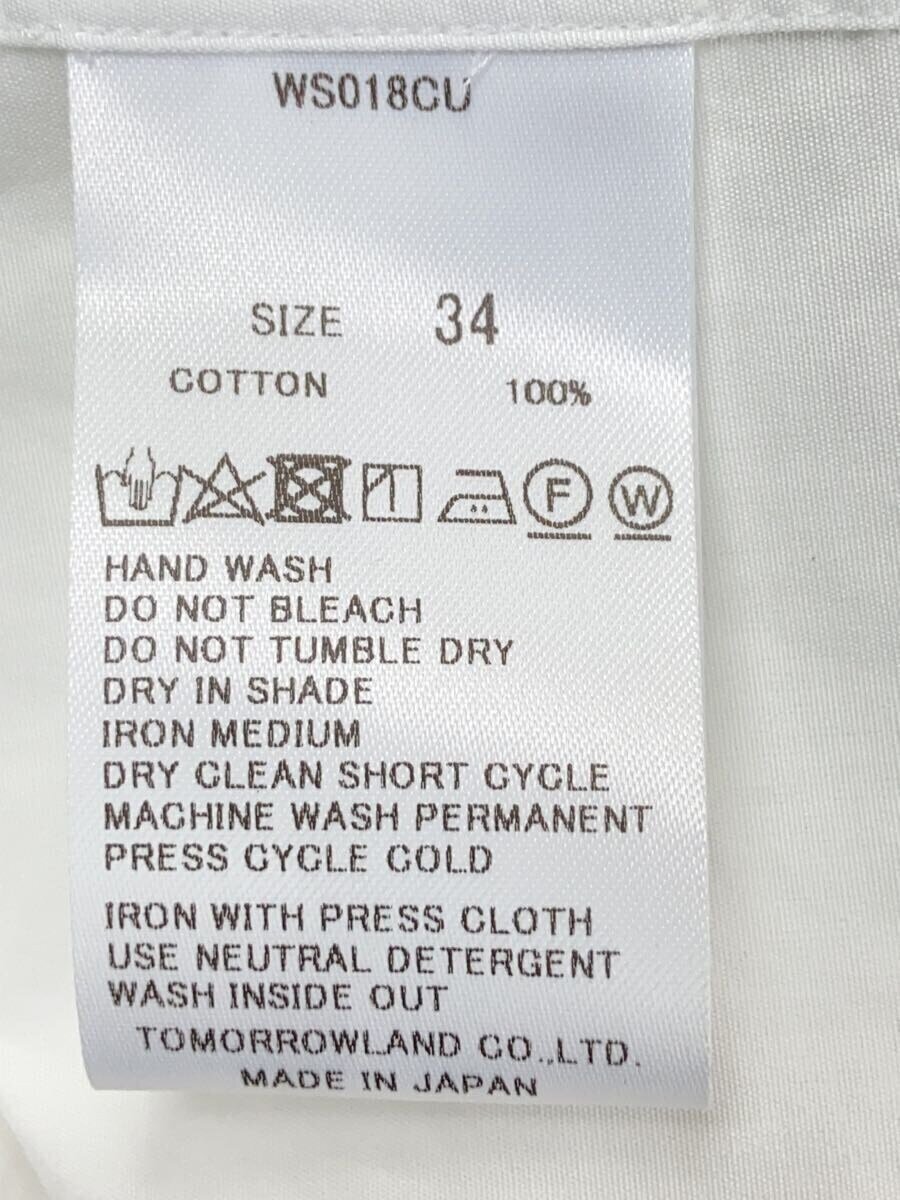 WS018CU
SIZE 34
COTTON 100%
F W
HAND WASH
DO NOT BLEACH
DO NOT TUMBLE DRY
DRY IN SHADE
IRON MEDIUM
DRY CLEAN SHORT CYCLE
MACHINE WASH PERMANENT
PRESS CYCLE COLD
IRON WITH PRESS CLOTH
USE NEUTRAL DETERGENT
WASH INSIDE OUT
TOMORROWLAND CO.,LTD.
MADE IN JAPAN